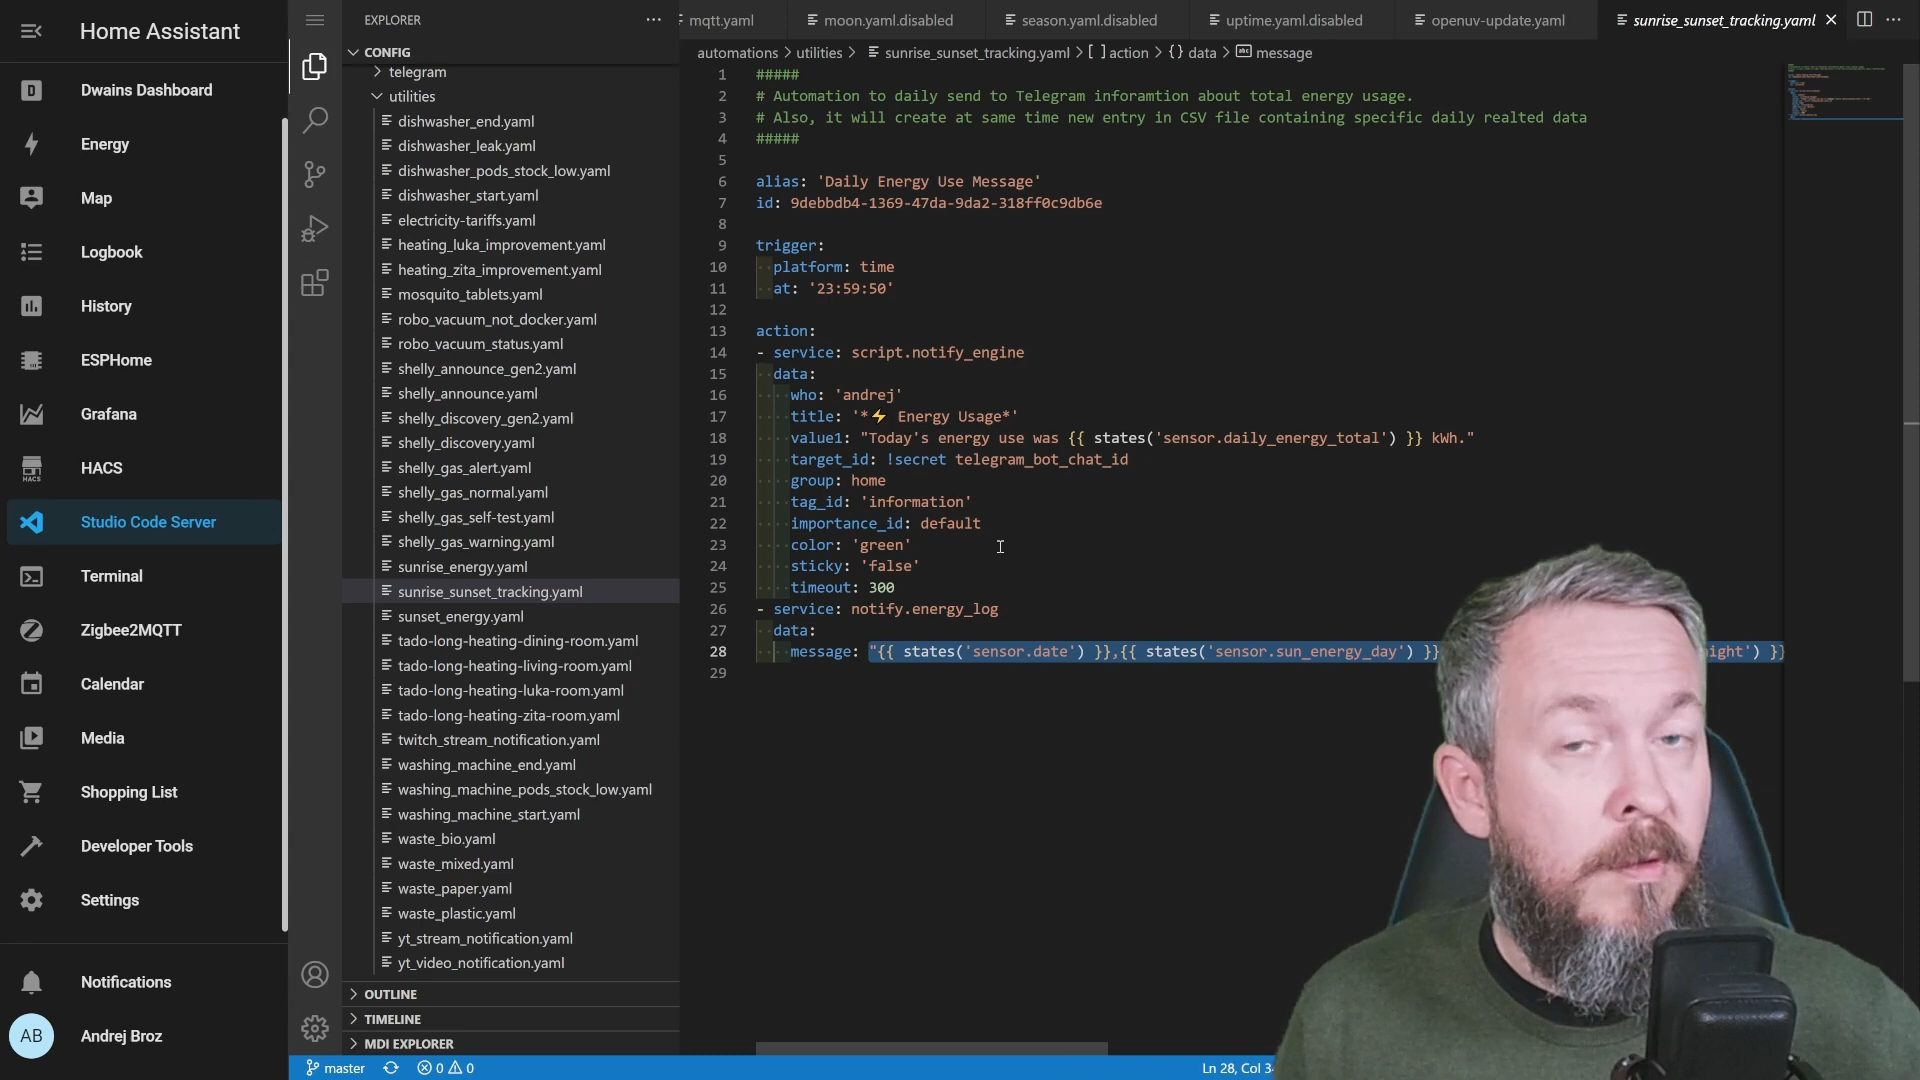 Home Assistant
Dwains Dashboard
Energy
Map
Logbook
History
ESPHome
Grafana
HACS
HACS
Studio Code Server
Terminal
Zigbee2MQTT
Calendar
Media
Shopping List
Developer Tools
Settings
Notifications
AB
Andrej Broz
EXPLORER
CONFIG
telegram
utilities
dishwasher_end.yaml
dishwasher_leak.yaml
dishwasher_pods_stock_low.yaml
dishwasher_start.yaml
electricity-tariffs.yaml
heating_luka_improvement.yaml
heating_zita_improvement.yaml
mosquito_tablets.yaml
robo_vacuum_not_docker.yaml
robo_vacuum_status.yaml
shelly_announce_gen2.yaml
shelly_announce.yaml
shelly_discovery_gen2.yaml
shelly_discovery.yaml
shelly_gas_alert.yaml
shelly_gas_normal.yaml
shelly_gas_self-test.yaml
shelly_gas_warning.yaml
sunrise_energy.yaml
sunrise_sunset_tracking.yaml
sunset_energy.yaml
tado-long-heating-dining-room.yaml
tado-long-heating-living-room.yaml
tado-long-heating-luka-room.yaml
tado-long-heating-zita-room.yaml
twitch_stream_notification.yaml
washing_machine_end.yaml
washing_machine_pods_stock_low.yaml
washing_machine_start.yaml
waste_bio.yaml
waste_mixed.yaml
waste_paper.yaml
waste_plastic.yaml
yt_stream_notification.yaml
yt_video_notification.yaml
OUTLINE
TIMELINE
MDI EXPLORER
mqtt.yaml moon.yaml.disabled season.yaml.disabled uptime.yaml.disabled openuv-update.yaml sunrise_sunset_tracking.yaml
automations > utilities > sunrise_sunset_tracking.yaml > [ ] action > {} data > abc message
1 #####
2 # Automation to daily send to Telegram inforamtion about total energy usage.
3 # Also, it will create at same time new entry in CSV file containing specific daily realted data
4 #####
5
6 alias: 'Daily Energy Use Message'
7 id: 9debbdb4-1369-47da-9da2-318ff0c9db6e
8
9 trigger:
10 platform: time
11 at: '23:59:50'
12
13 action:
14 - service: script.notify_engine
15 data:
16 who: 'andrej'
17 title: '*⚡ Energy Usage*'
18 value1: "Today's energy use was {{ states('sensor.daily_energy_total') }} kWh."
19 target_id: !secret telegram_bot_chat_id
20 group: home
21 tag_id: 'information'
22 importance_id: default
23 color: 'green'
24 sticky: 'false'
25 timeout: 300
26 - service: notify.energy_log
27 data:
28 message: "{{ states('sensor.date') }},{{ states('sensor.sun_energy_day') }} ight') }}
29
master 0 0
Ln 28, Col 3